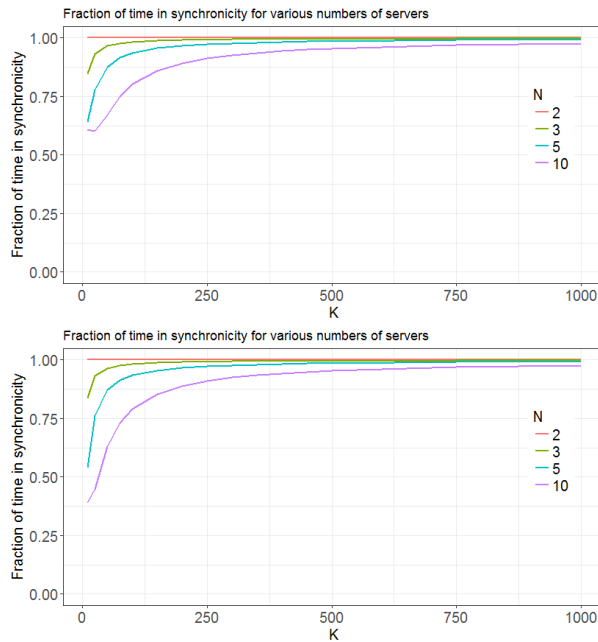 Fraction of time in synchronicity for various numbers of servers
Fraction of time in synchronicity
1.00
0.75
0.50
0.25
0.00
N
2
3
5
10
0 250 500 750 1000
K
Fraction of time in synchronicity for various numbers of servers
Fraction of time in synchronicity
1.00
0.75
0.50
0.25
0.00
N
2
3
5
10
0 250 500 750 1000
K